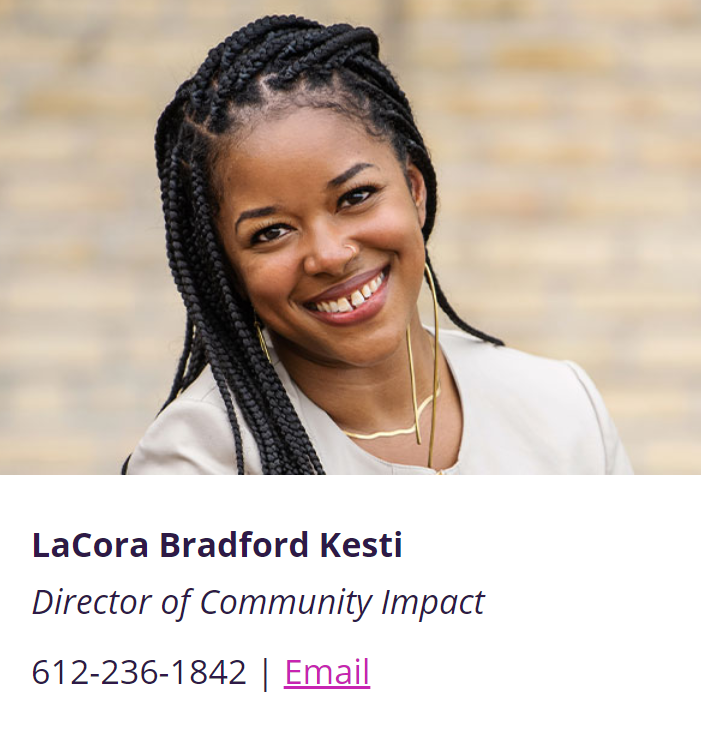 LaCora Bradford Kesti
Director of Community Impact
612-236-1842 | Email